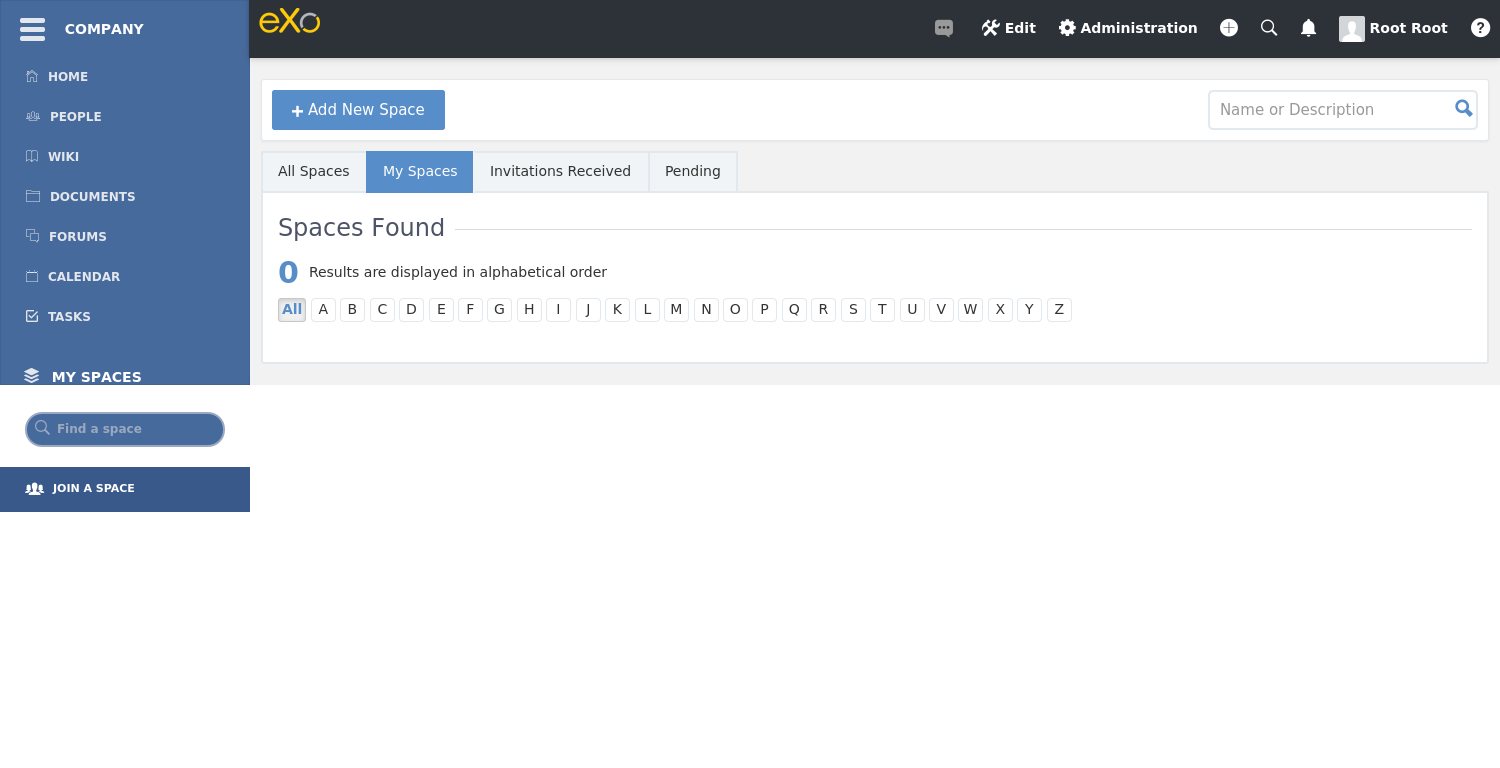 COMPANY
eXo
Edit
Administration
Root Root
HOME
PEOPLE
WIKI
DOCUMENTS
FORUMS
CALENDAR
TASKS
MY SPACES
Find a space
JOIN A SPACE
+ Add New Space
Name or Description
All Spaces My Spaces Invitations Received Pending
Spaces Found
0 Results are displayed in alphabetical order
All A B C D E F G H I J K L M N O P Q R S T U V W X Y Z